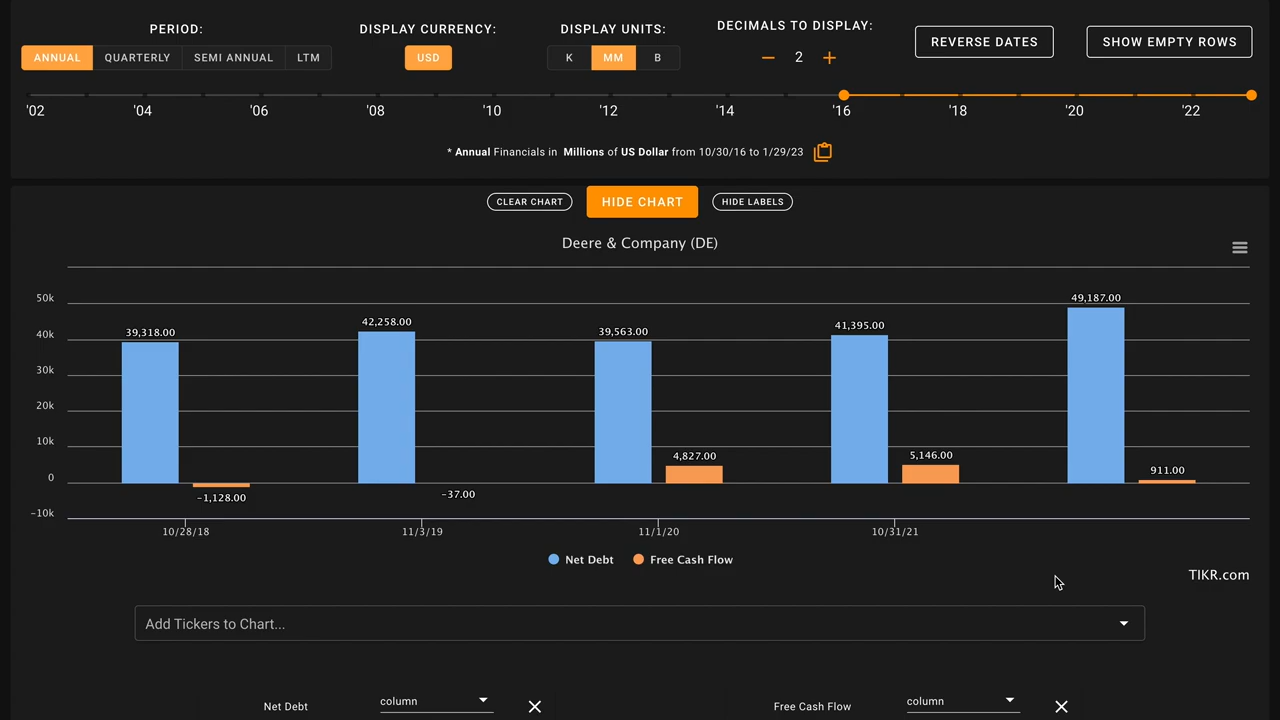 PERIOD:
DISPLAY CURRENCY:
DISPLAY UNITS:
DECIMALS TO DISPLAY:
ANNUAL QUARTERLY SEMI ANNUAL LTM
USD
K MM B
2
REVERSE DATES
SHOW EMPTY ROWS
'02 '04 '06 '08 '10 '12 '14 '16 '18 '20 '22
* Annual Financials in Millions of US Dollar from 10/30/16 to 1/29/23
CLEAR CHART
HIDE CHART
HIDE LABELS
Deere & Company (DE)
50k
40k
30k
20k
10k
0
−10k
39,318.00
−1,128.00
42,258.00
−37.00
39,563.00
4,827.00
41,395.00
5,146.00
49,187.00
911.00
10/28/18 11/3/19 11/1/20 10/31/21
Net Debt Free Cash Flow
TIKR.com
Add Tickers to Chart...
Net Debt column
Free Cash Flow column